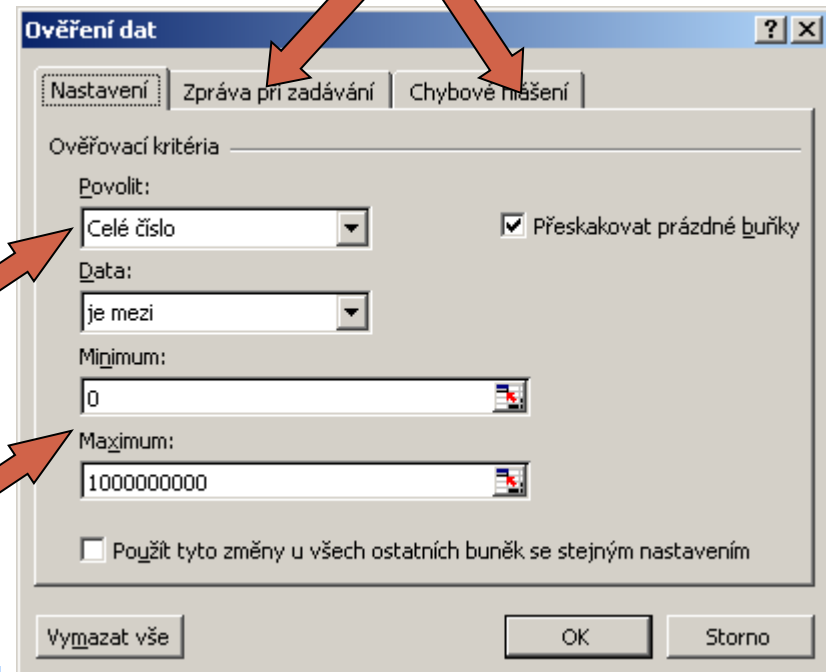 Ověření dat
Nastavení Zpráva při zadávání Chybové hlášení
Ověřovací kritéria
Povolit:
Celé číslo Přeskakovat prázdné buňky
Data:
je mezi
Minimum:
0
Maximum:
1000000000
Použít tyto změny u všech ostatních buněk se stejným nastavením
Vymazat vše OK Storno